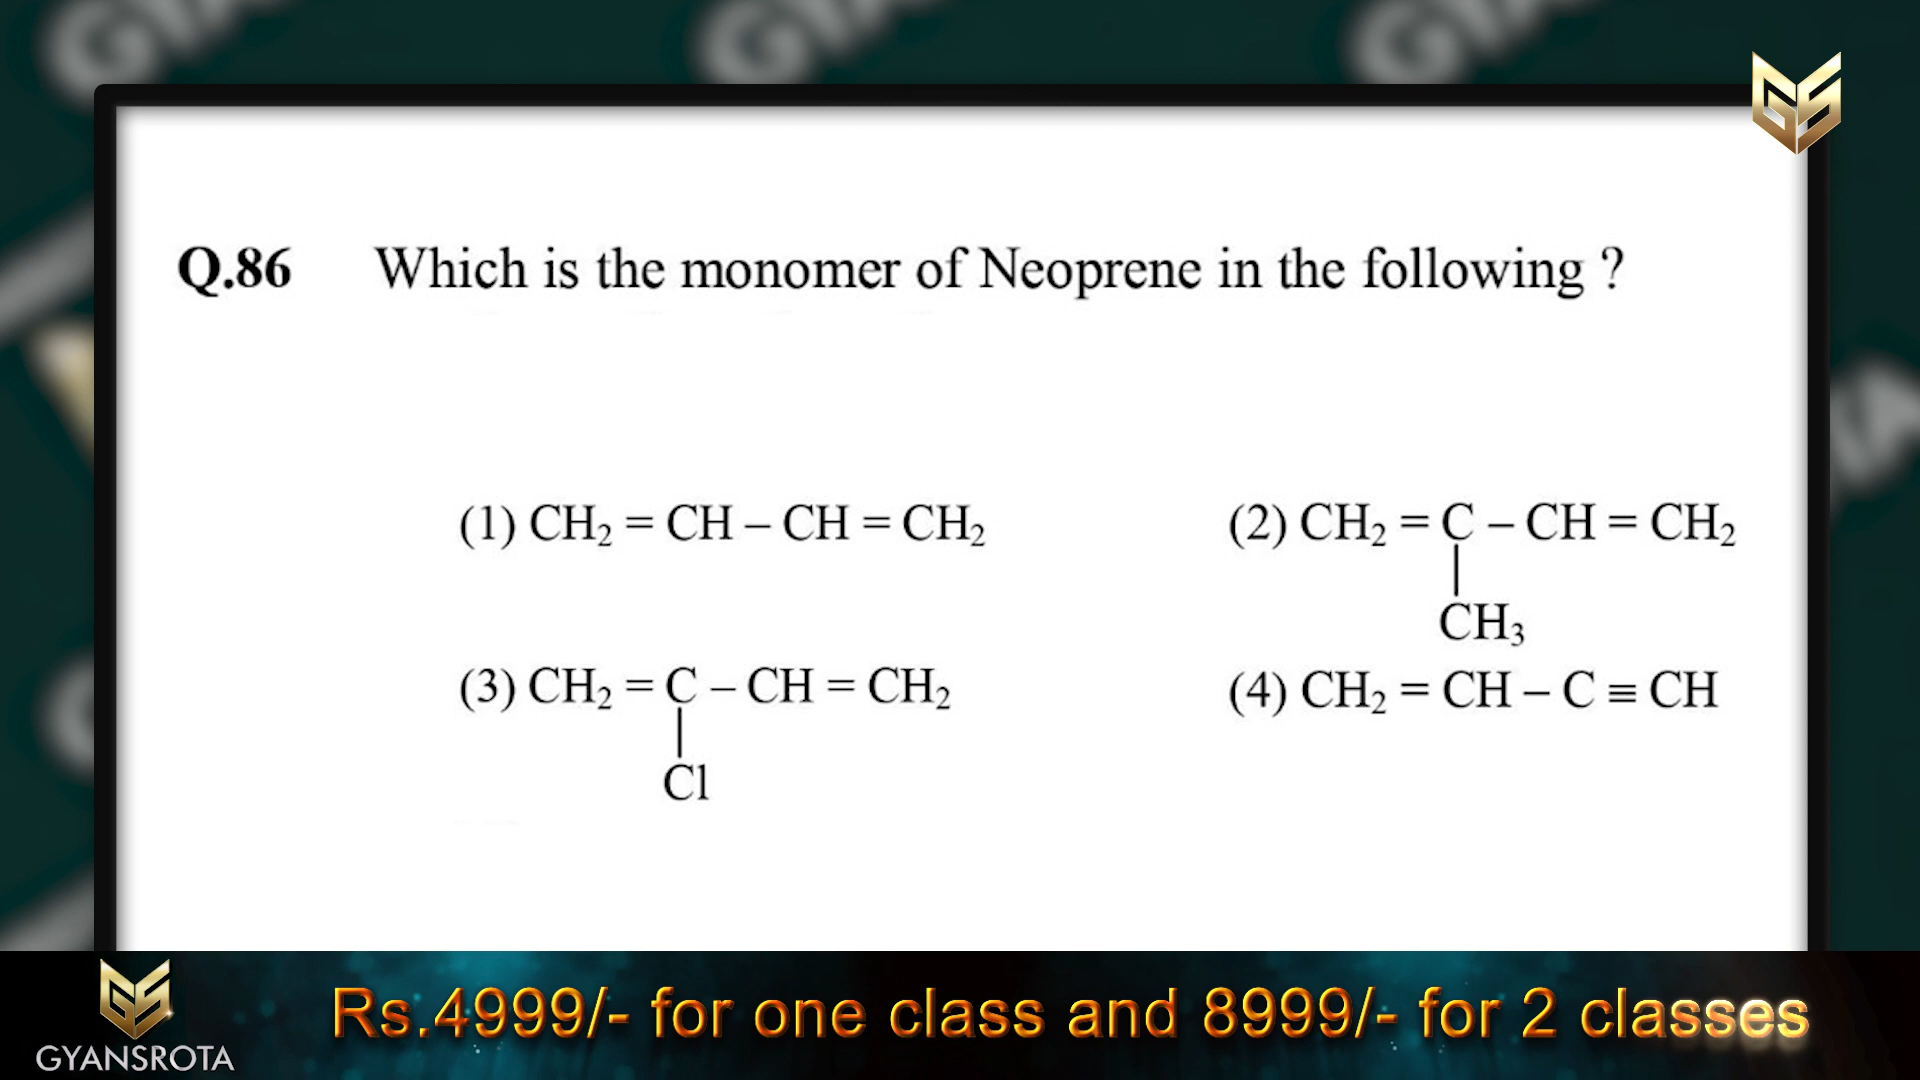 Q.86 Which is the monomer of Neoprene in the following ?
(1) CH₂ = CH – CH = CH₂
(2) CH₂ = C – CH = CH₂
|
CH₃
(3) CH₂ = C – CH = CH₂
|
Cl
(4) CH₂ = CH – C ≡ CH
GYANSROTA
Rs.4999/- for one class and 8999/- for 2 classes